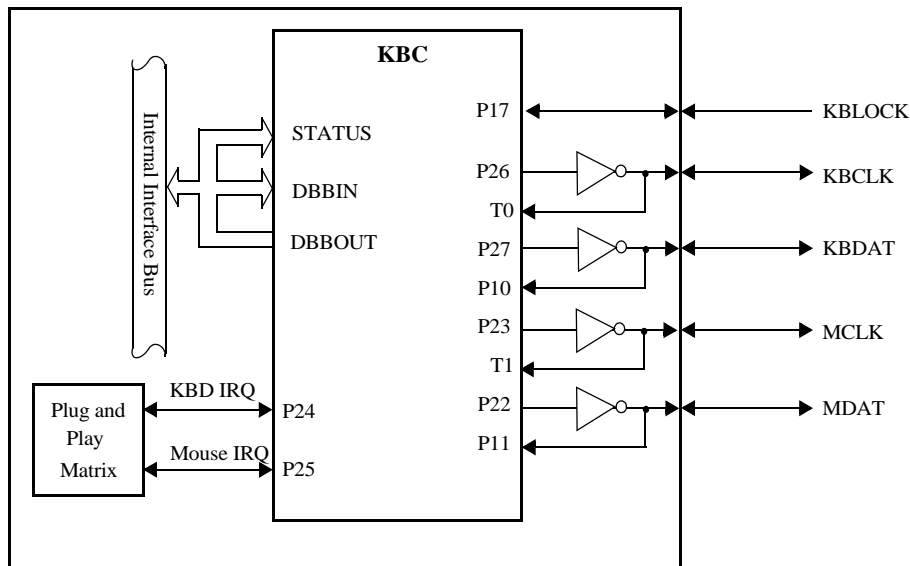 KBC
Internal Interface Bus
STATUS
DBBIN
DBBOUT
P17
KBLOCK
P26
KBCLK
T0
P27
KBDAT
P10
P23
MCLK
T1
P22
MDAT
P11
Plug and
Play
Matrix
KBD IRQ
P24
Mouse IRQ
P25